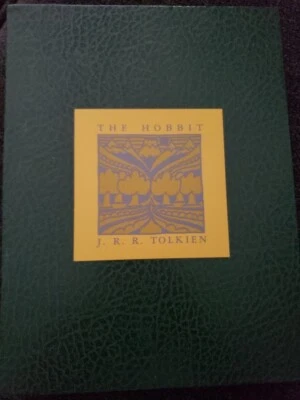 THE HOBBIT
J. R. R. TOLKIEN